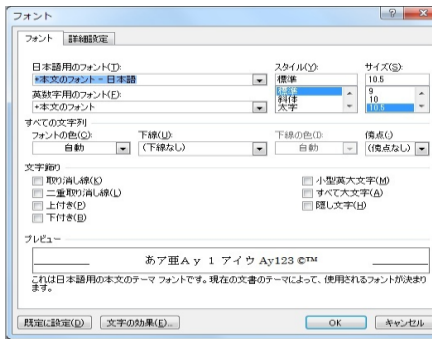 フォント
フォント 詳細設定
日本語用のフォント(T): スタイル(Y): サイズ(S):
+本文のフォント - 日本語 標準 10.5
英数字用のフォント(F): 標準 9
+本文のフォント 斜体 10
太字 10.5
すべての文字列
フォントの色(C): 下線(U): 下線の色(I): 傍点(:)
自動 (下線なし) 自動 (傍点なし)
文字飾り
取り消し線(K) 小型英大文字(M)
二重取り消し線(L) すべて大文字(A)
上付き(P) 隠し文字(H)
下付き(B)
プレビュー
あア亜Ay 1 アイウ Ay123 ©™
これは日本語用の本文のテーマ フォントです。現在の文書のテーマによって、使用されるフォントが決まり
ます。
既定に設定(D) 文字の効果(E)... OK キャンセル